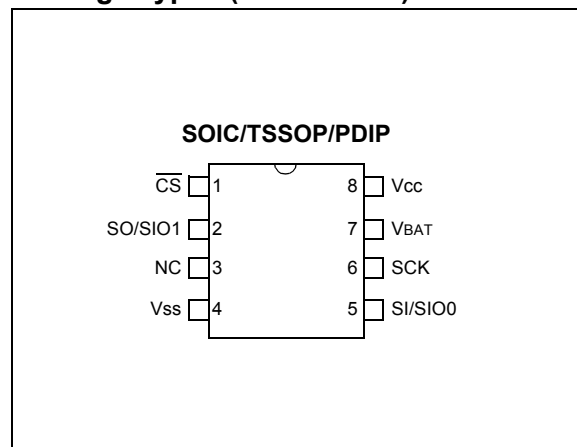 SOIC/TSSOP/PDIP
CS 1 8 Vcc
SO/SIO1 2 7 VBAT
NC 3 6 SCK
Vss 4 5 SI/SIO0